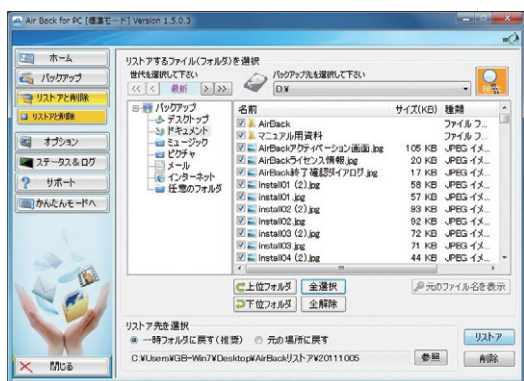 Air Back for PC [標準モード] Version 1.5.0.3
ホーム
バックアップ
リストアと削除
リストアと削除
オプション
ステータス＆ログ
サポート
かんたんモードへ
閉じる
リストアするファイル(フォルダ)を選択
世代を選択して下さい
<< < 最新 > >>
バックアップ先を選択して下さい
D:¥
バックアップ
デスクトップ
ドキュメント
ミュージック
ピクチャ
メール
インターネット
任意のフォルダ
名前 サイズ(KB) 種類
AirBack ファイル フ...
マニュアル用資料 ファイル フ...
AirBackアクティベーション画面.jpg 105 KB JPEG イメ...
AirBackライセンス情報.jpg 20 KB JPEG イメ...
AirBack終了確認ダイアログ.jpg 17 KB JPEG イメ...
Install01 (2).jpg 58 KB JPEG イメ...
Install01 .jpg 57 KB JPEG イメ...
Install02 (2).jpg 93 KB JPEG イメ...
Install02.jpg 92 KB JPEG イメ...
Install03 (2).jpg 72 KB JPEG イメ...
Install03.jpg 71 KB JPEG イメ...
Install04 (2).jpg 44 KB JPEG イメ...
上位フォルダ 全選択 元のファイル名を表示
下位フォルダ 全解除
リストア先を選択
一時フォルダに戻す(推奨) 元の場所に戻す
C:¥Users¥GB-Win7¥Desktop¥AirBackリストア¥20111005
参照
リストア
削除